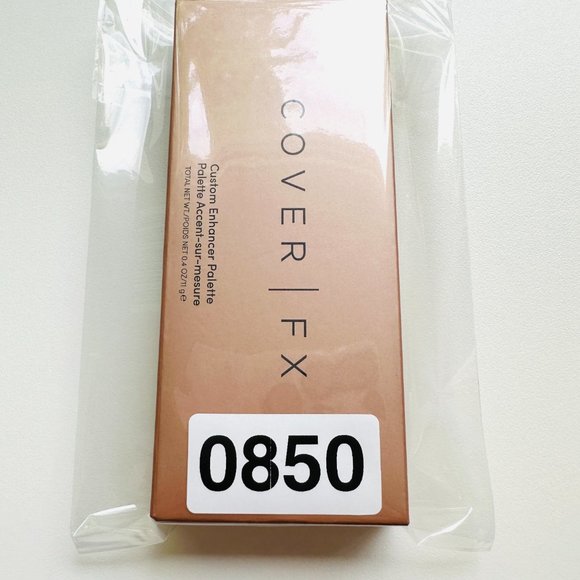 COVER | FX
Custom Enhancer Palette
Palette Accent-sur-mesure
TOTAL NET WT./POIDS NET 0.4 OZ/11 g e
0850